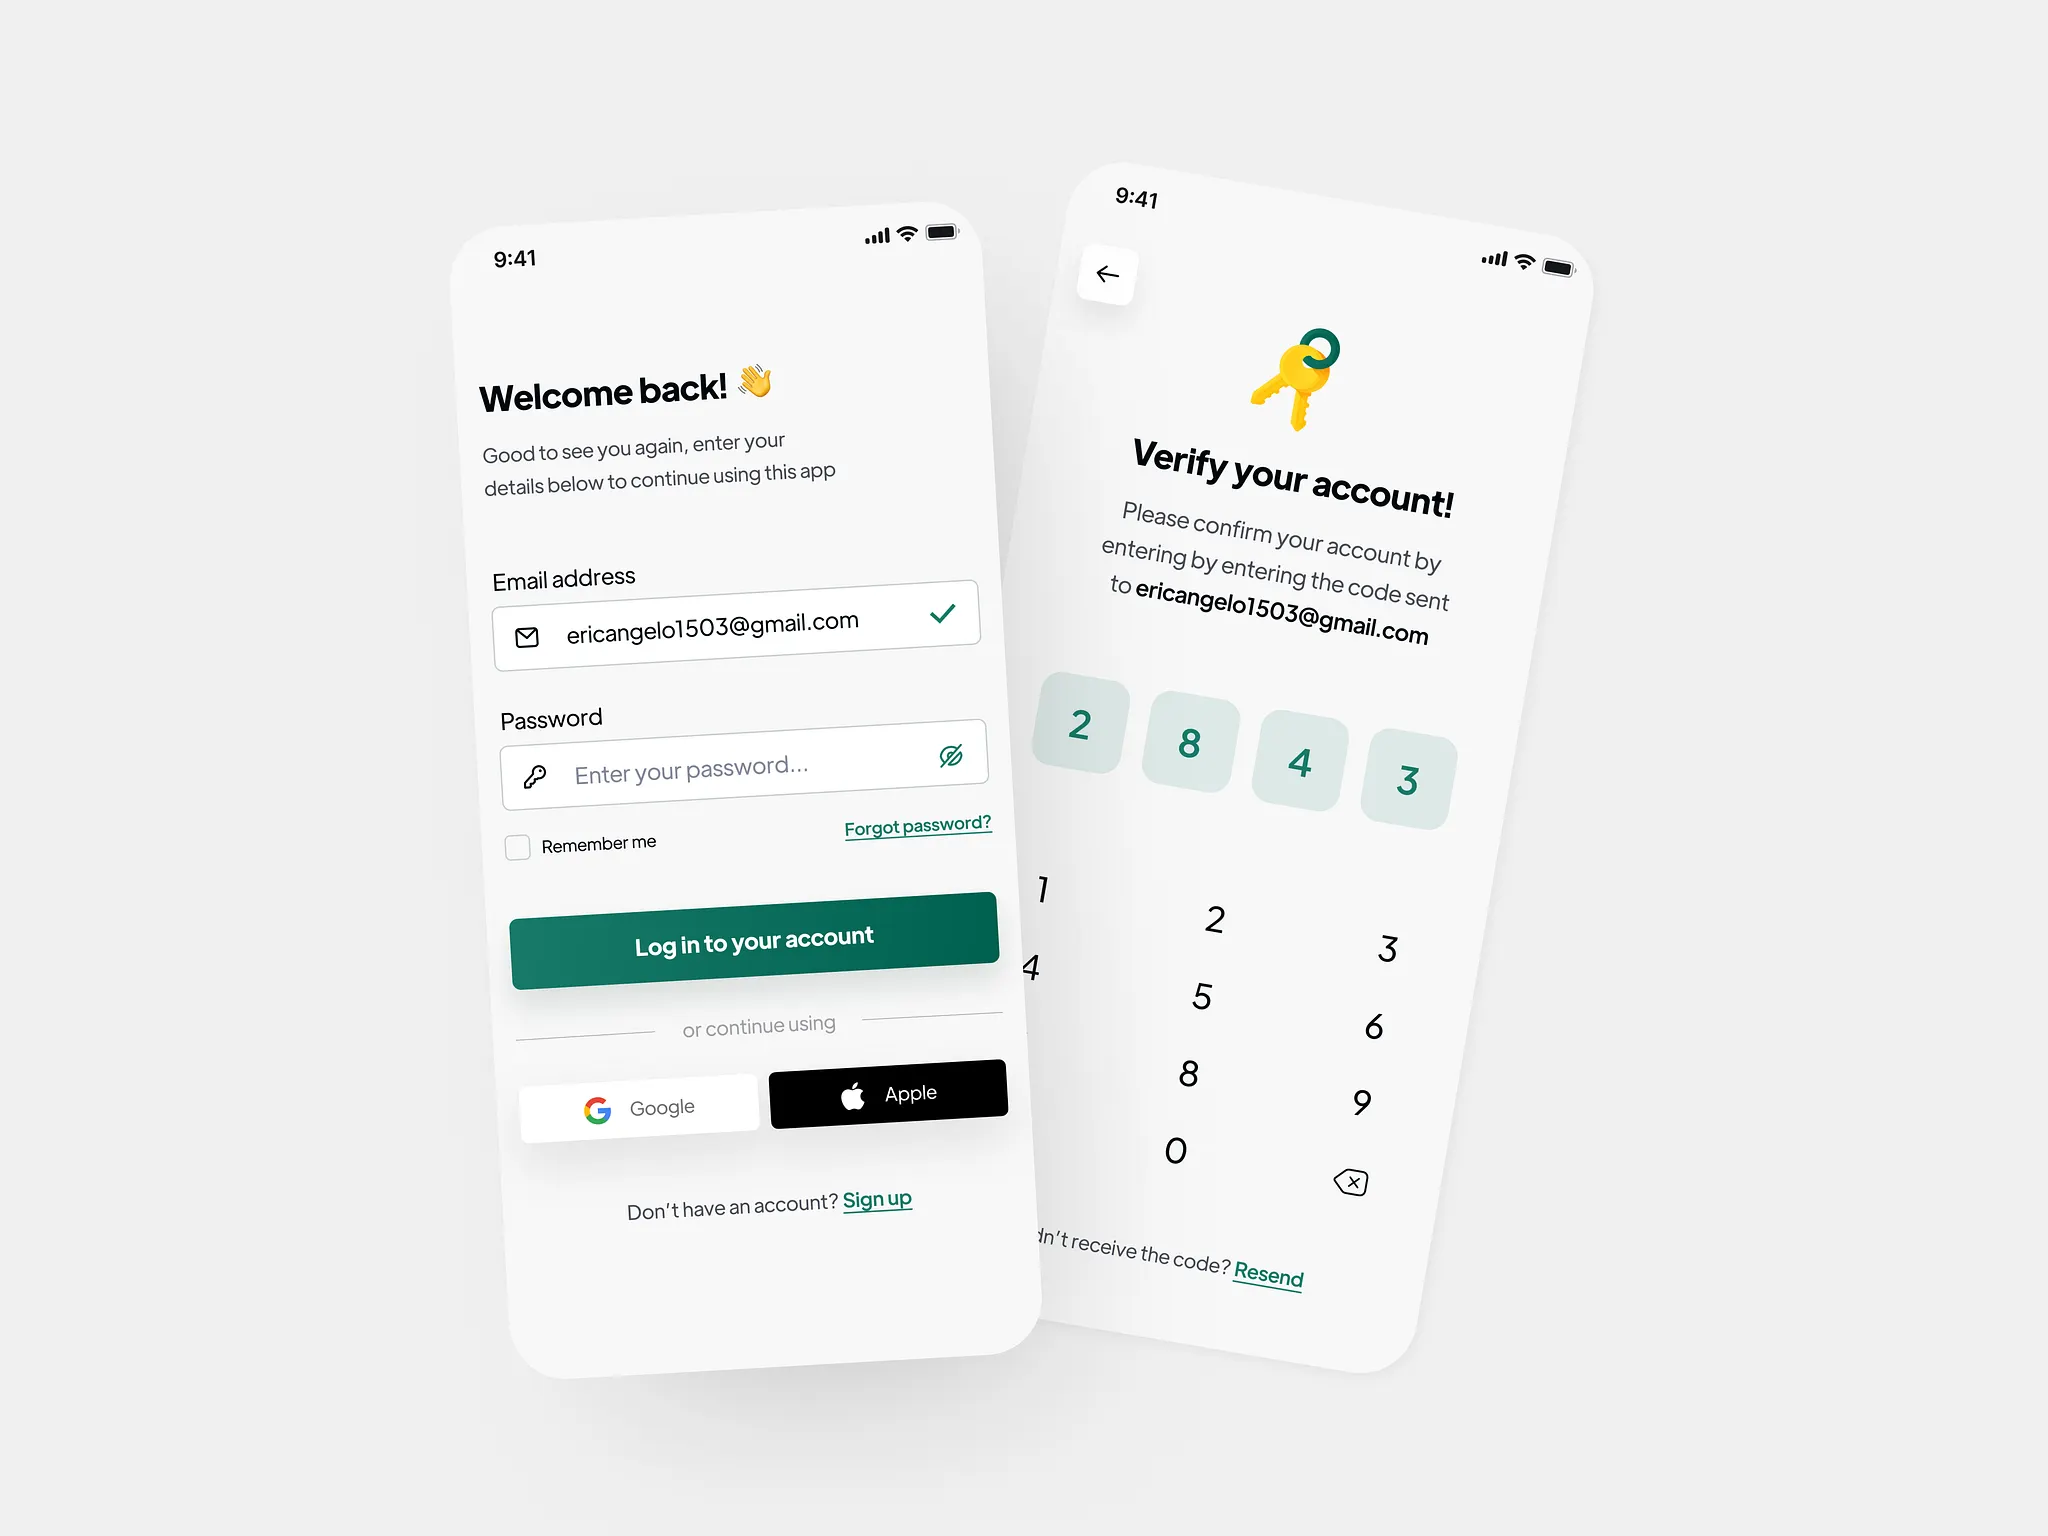 9:41
Welcome back! 👋
Good to see you again, enter your
details below to continue using this app
Email address
ericangelo1503@gmail.com
Password
Enter your password...
Remember me
Forgot password?
Log in to your account
or continue using
Google
Apple
Don't have an account? Sign up
9:41
Verify your account!
Please confirm your account by
entering by entering the code sent
to ericangelo1503@gmail.com
2 8 4 3
1 2 3
4 5 6
8 9
0
receive the code? Resend